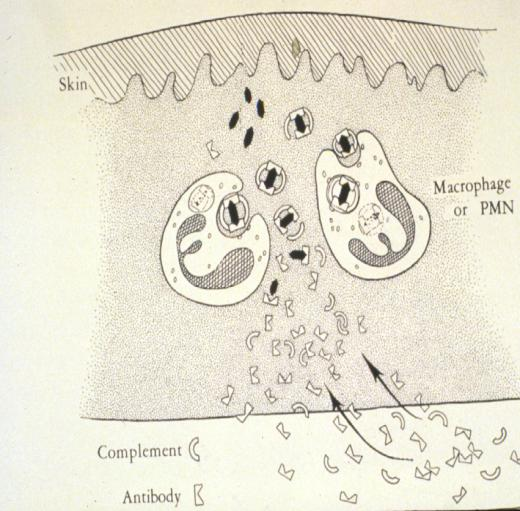 Skin
Macrophage
or PMN
Complement
Antibody